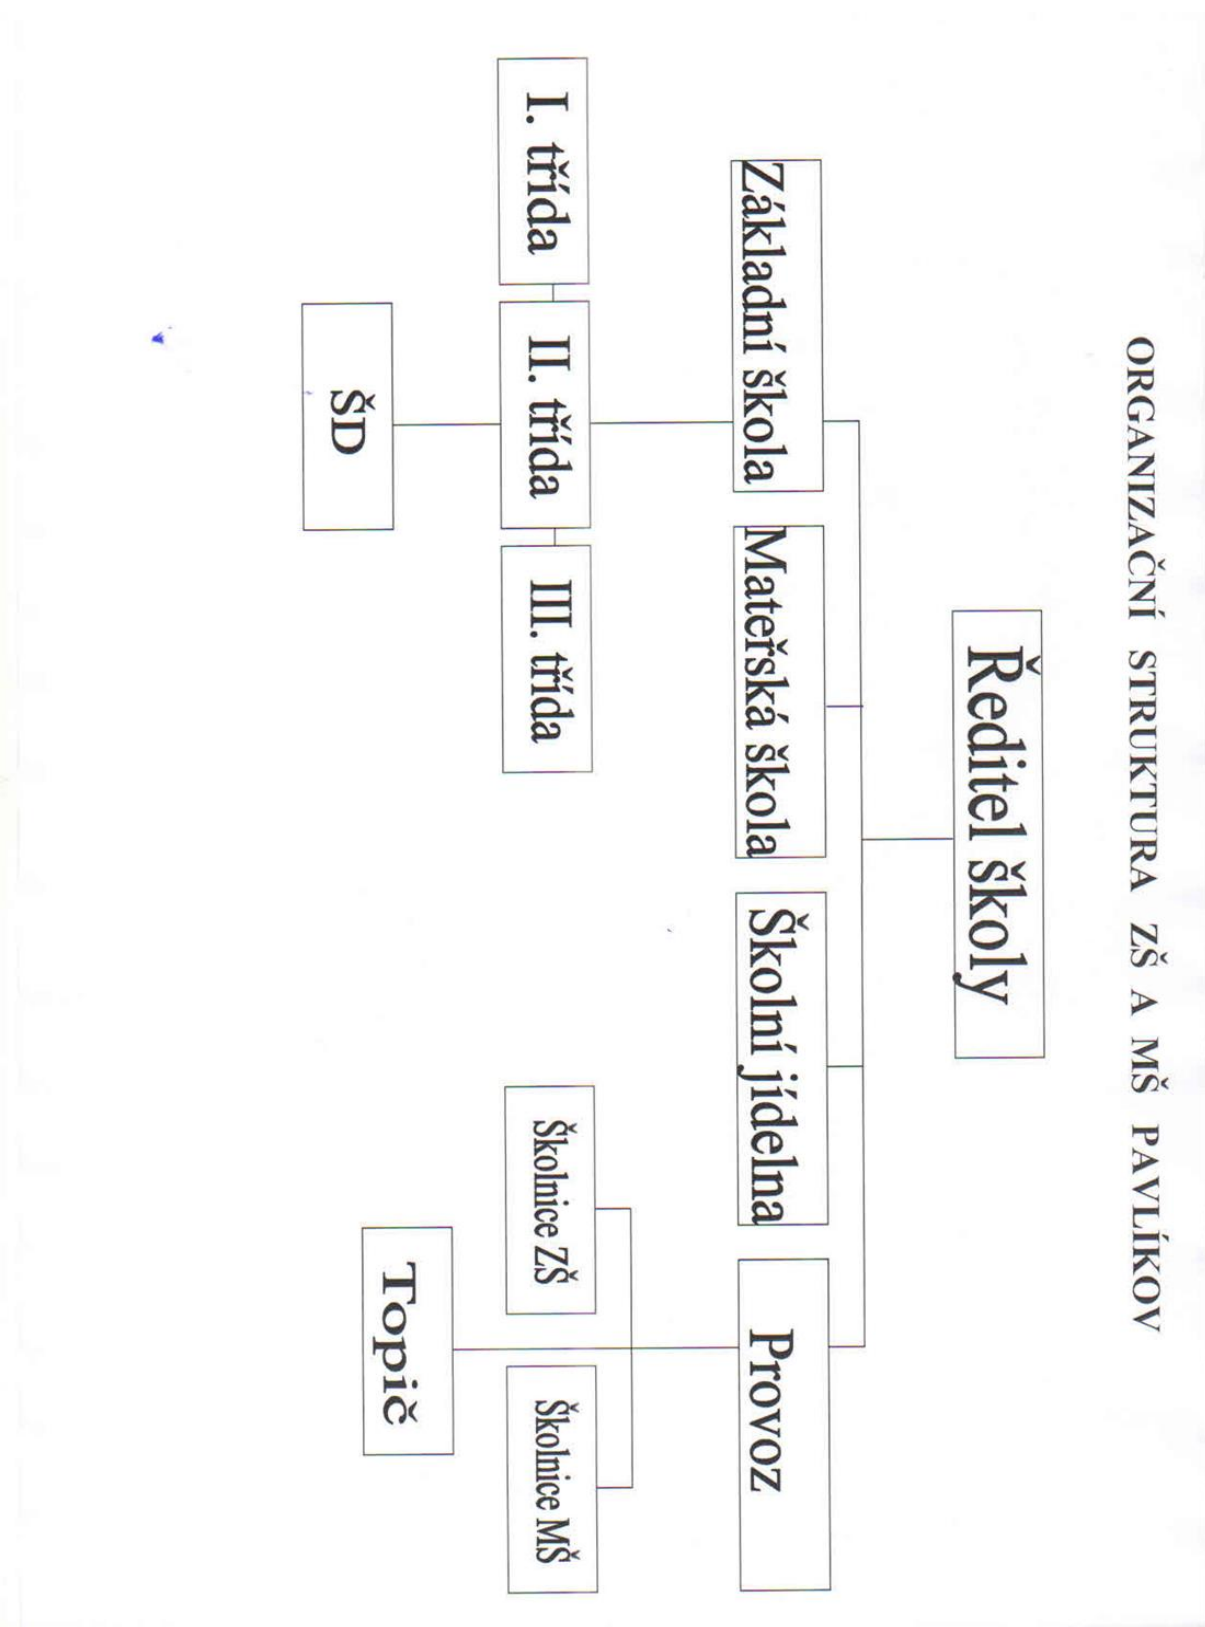 ORGANIZAČNÍ STRUKTURA ZŠ A MŠ PAVLÍKOV
Ředitel školy
Základní škola
Mateřská škola
Školní jídelna
Provoz
I. třída
II. třída
III. třída
Školnice ZŠ
Školnice MŠ
ŠD
Topič